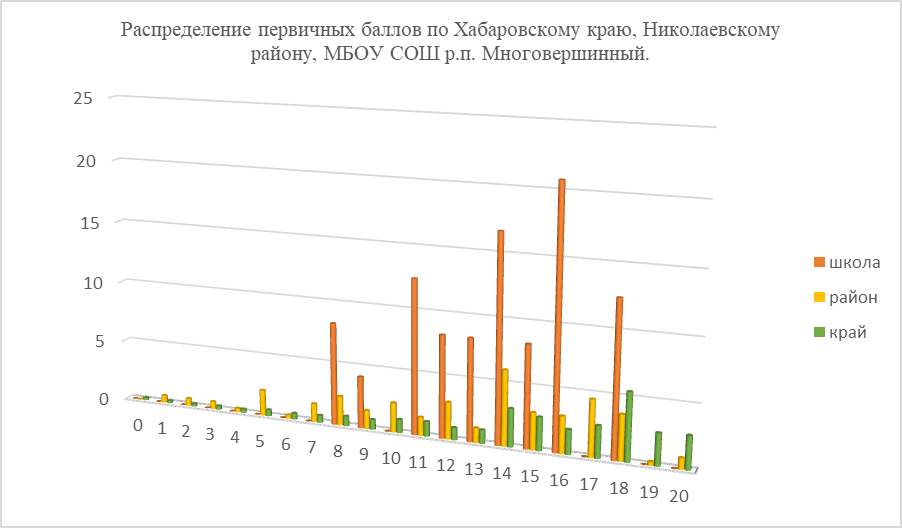 Распределение первичных баллов по Хабаровскому краю, Николаевскому
району, МБОУ СОШ р.п. Многовершинный.
25
20
15
10
5
0
0 1 2 3 4 5 6 7 8 9 10 11 12 13 14 15 16 17 18 19 20
школа
район
край